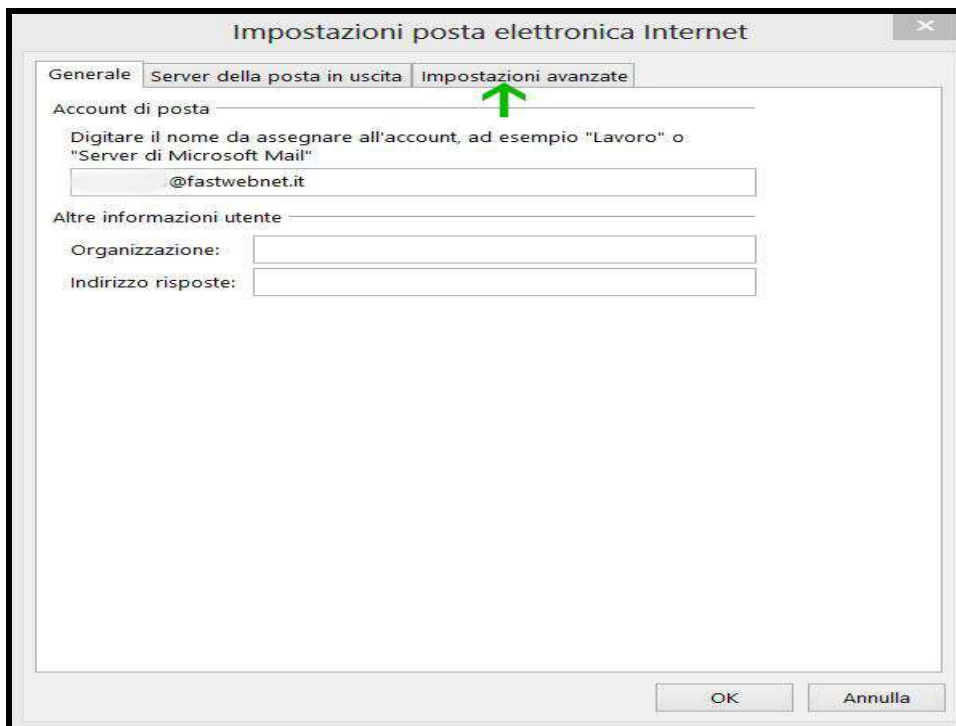 Impostazioni posta elettronica Internet
Generale
Server della posta in uscita
Impostazioni avanzate
Account di posta
Digitare il nome da assegnare all'account, ad esempio "Lavoro" o
"Server di Microsoft Mail"
@fastwebnet.it
Altre informazioni utente
Organizzazione:
Indirizzo risposte:
OK
Annulla